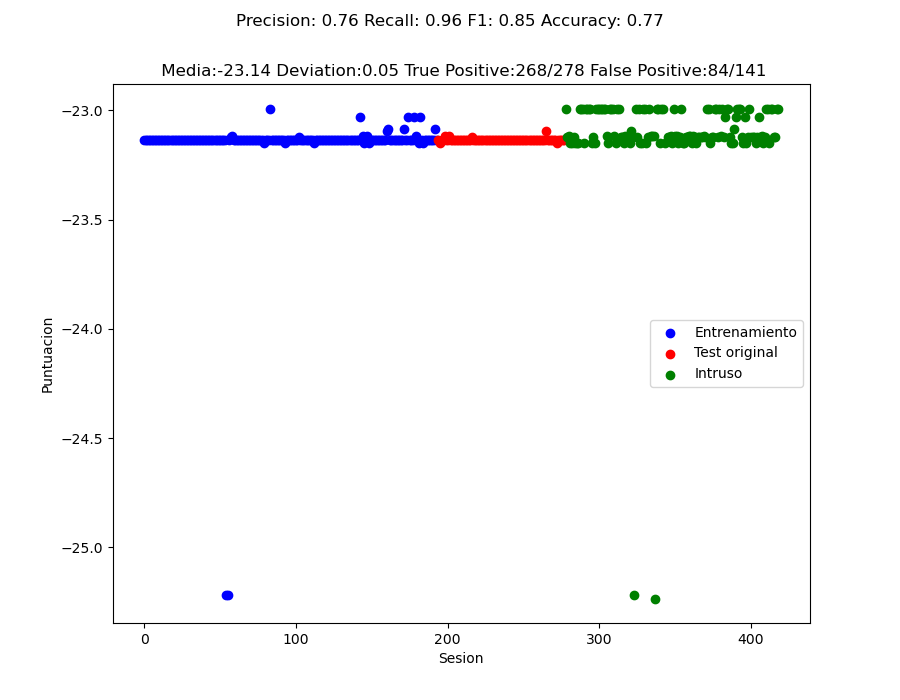 Precision: 0.76 Recall: 0.96 F1: 0.85 Accuracy: 0.77
Media:-23.14 Deviation:0.05 True Positive:268/278 False Positive:84/141
−23.0
−23.5
−24.0
−24.5
−25.0
Puntuacion
Entrenamiento
Test original
Intruso
0 100 200 300 400
Sesion